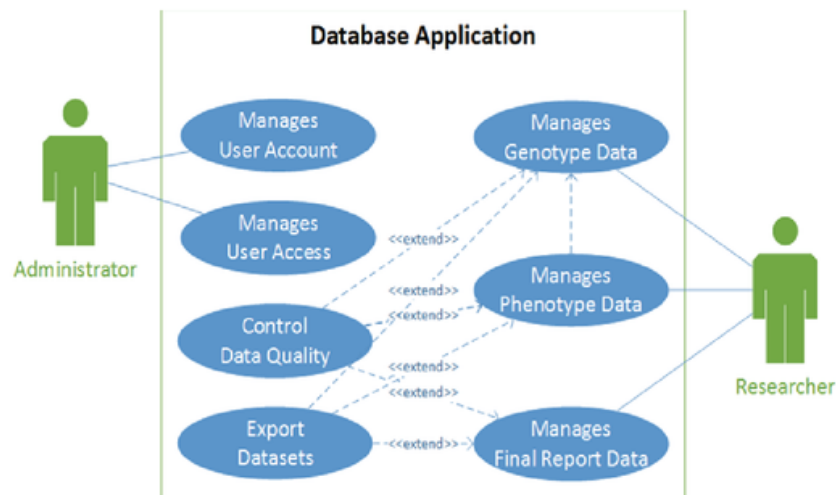 Database Application
Manages
User Account
Manages
Genotype Data
Manages
User Access
<<extend>>
Administrator
Manages
Phenotype Data
<<extend>>
<<extend>>
Control
Data Quality
<<extend>>
<<extend>>
Researcher
Export
Datasets
<<extend>>
Manages
Final Report Data